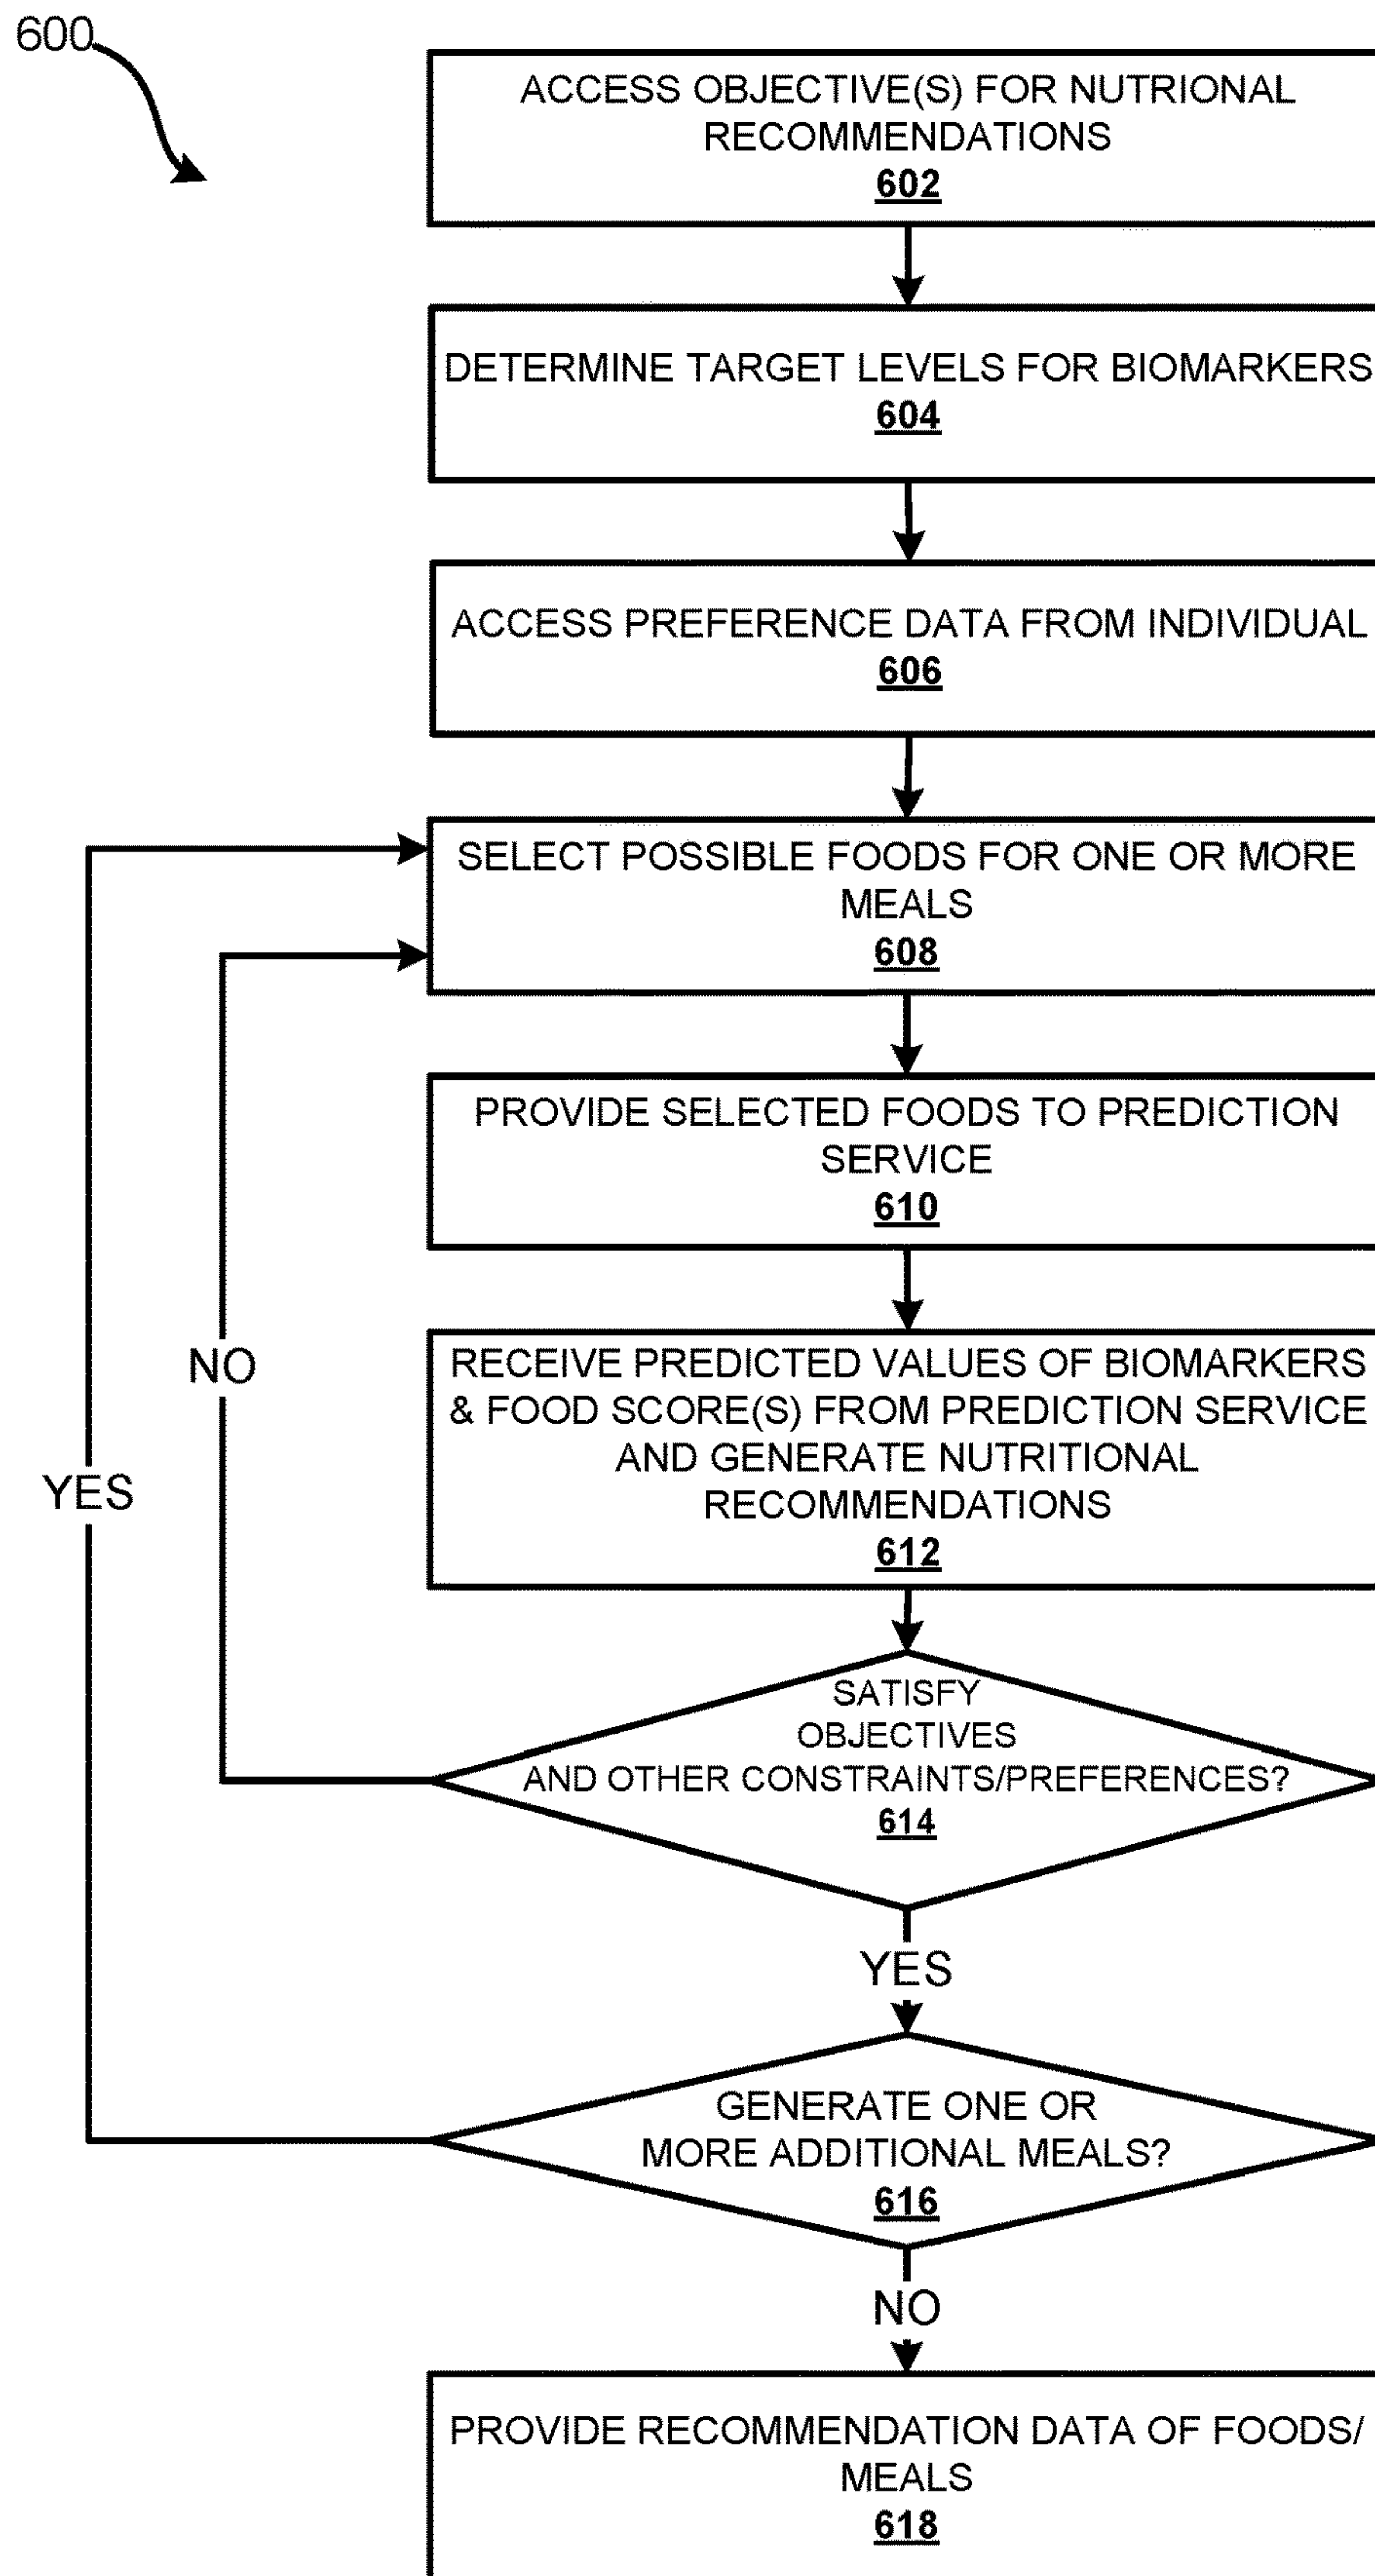 600
ACCESS OBJECTIVE(S) FOR NUTRIONAL
RECOMMENDATIONS
602
DETERMINE TARGET LEVELS FOR BIOMARKERS
604
ACCESS PREFERENCE DATA FROM INDIVIDUAL
606
SELECT POSSIBLE FOODS FOR ONE OR MORE
MEALS
608
PROVIDE SELECTED FOODS TO PREDICTION
SERVICE
610
NO
RECEIVE PREDICTED VALUES OF BIOMARKERS
& FOOD SCORE(S) FROM PREDICTION SERVICE
AND GENERATE NUTRITIONAL
RECOMMENDATIONS
612
YES
SATISFY
OBJECTIVES
AND OTHER CONSTRAINTS/PREFERENCES?
614
YES
GENERATE ONE OR
MORE ADDITIONAL MEALS?
616
NO
PROVIDE RECOMMENDATION DATA OF FOODS/
MEALS
618